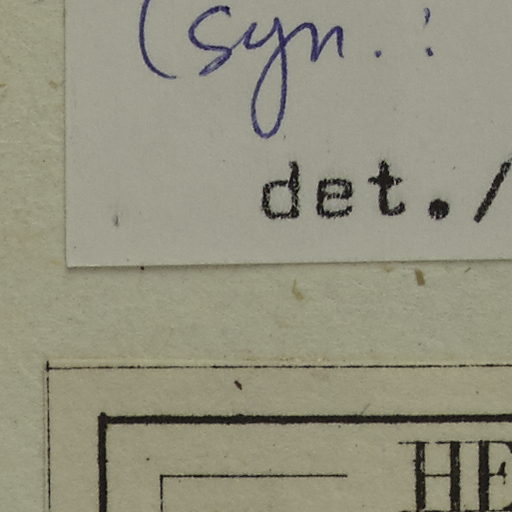 (syn. :
det./
HE